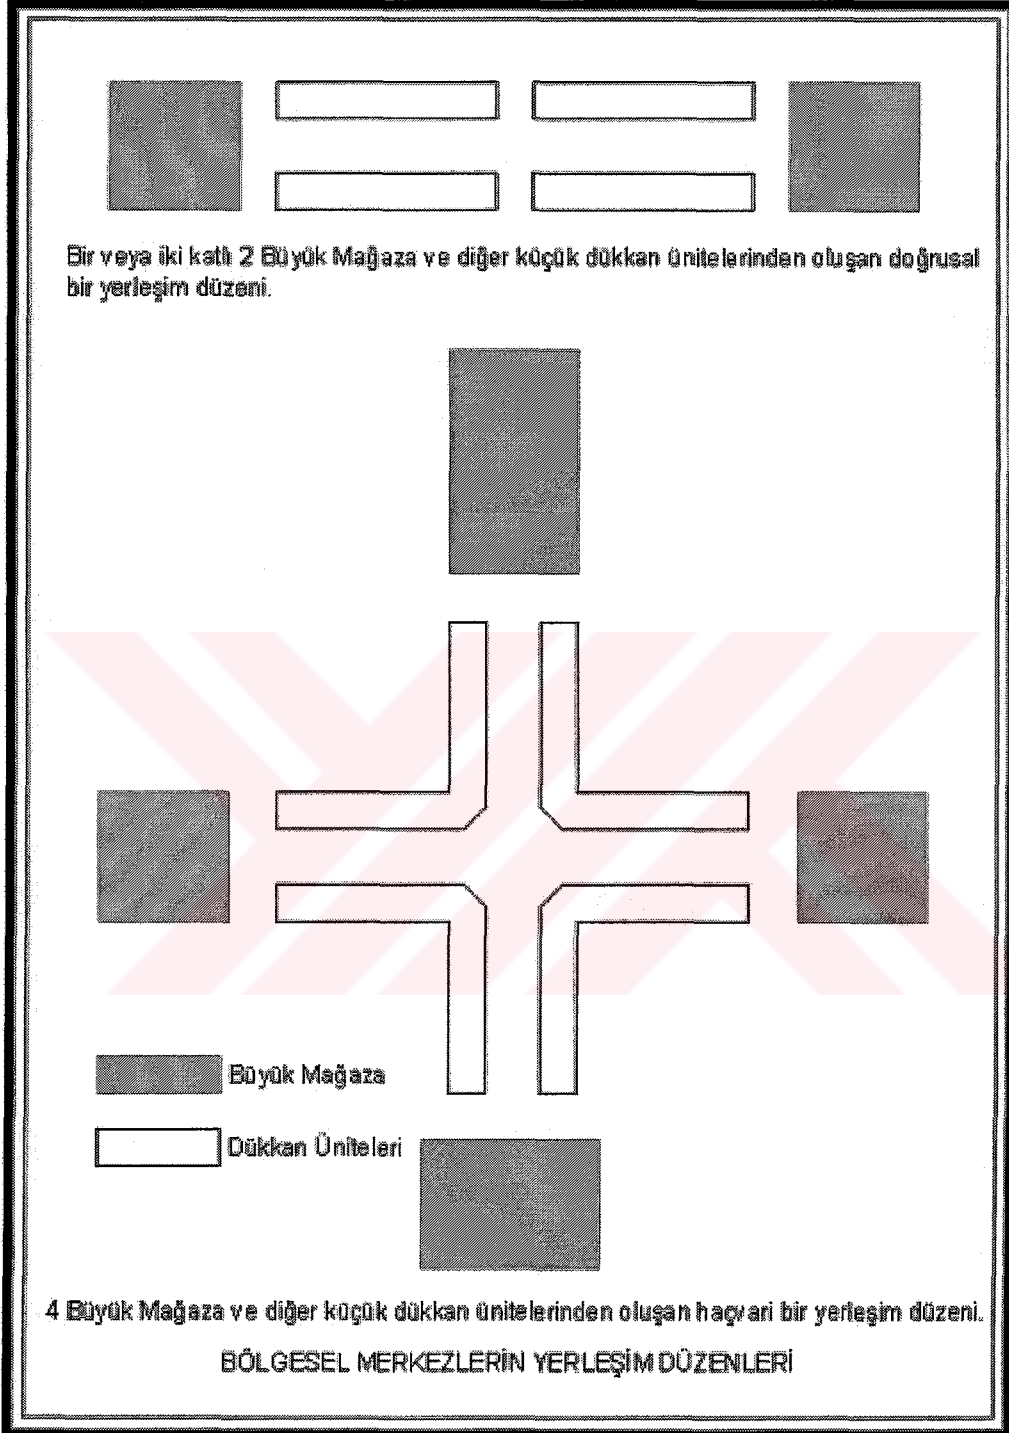 Bir veya iki katlı 2 Büyük Mağaza ve diğer küçük dükkan ünitelerinden oluşan doğrusal
bir yerleşim düzeni.
Büyük Mağaza
Dükkan Üniteleri
4 Büyük Mağaza ve diğer küçük dükkan ünitelerinden oluşan haçvari bir yerleşim düzeni.
BÖLGESEL MERKEZLERİN YERLEŞİM DÜZENLERİ